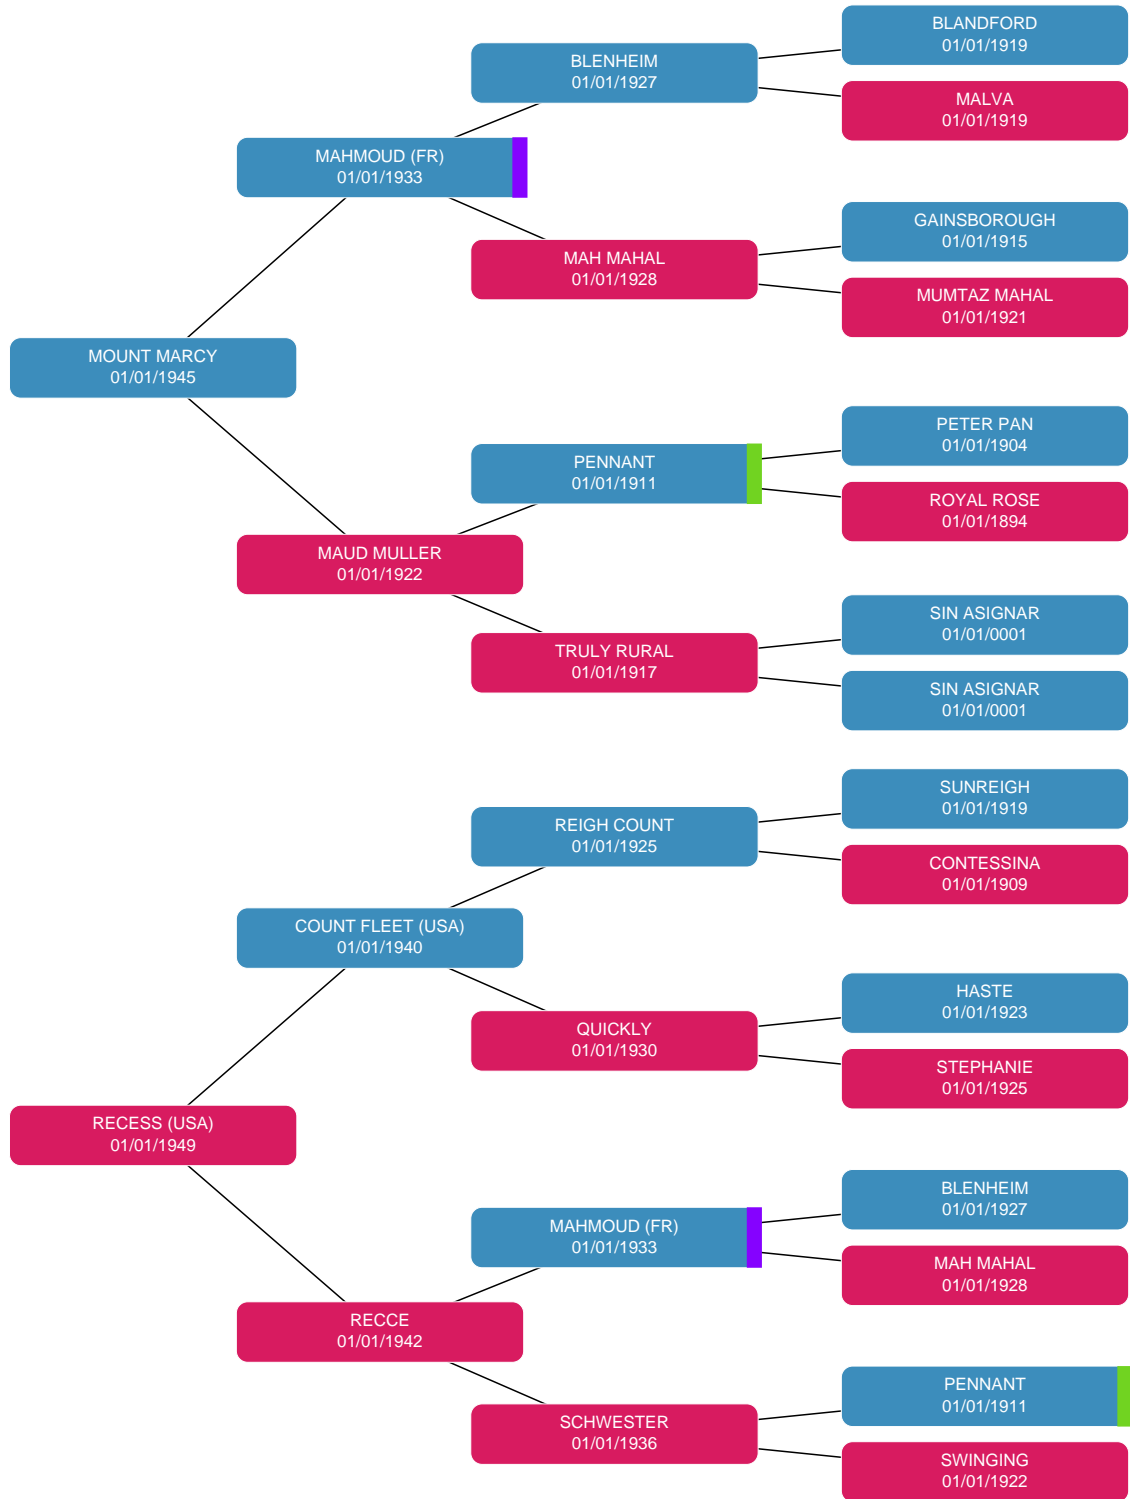 BLANDFORD
01/01/1919
BLENHEIM
01/01/1927
MALVA
01/01/1919
MAHMOUD (FR)
01/01/1933
GAINSBOROUGH
01/01/1915
MAH MAHAL
01/01/1928
MUMTAZ MAHAL
01/01/1921
MOUNT MARCY
01/01/1945
PETER PAN
01/01/1904
PENNANT
01/01/1911
ROYAL ROSE
01/01/1894
MAUD MULLER
01/01/1922
SIN ASIGNAR
01/01/0001
TRULY RURAL
01/01/1917
SIN ASIGNAR
01/01/0001
SUNREIGH
01/01/1919
REIGH COUNT
01/01/1925
CONTESSINA
01/01/1909
COUNT FLEET (USA)
01/01/1940
HASTE
01/01/1923
QUICKLY
01/01/1930
STEPHANIE
01/01/1925
RECESS (USA)
01/01/1949
BLENHEIM
01/01/1927
MAHMOUD (FR)
01/01/1933
MAH MAHAL
01/01/1928
RECCE
01/01/1942
PENNANT
01/01/1911
SCHWESTER
01/01/1936
SWINGING
01/01/1922